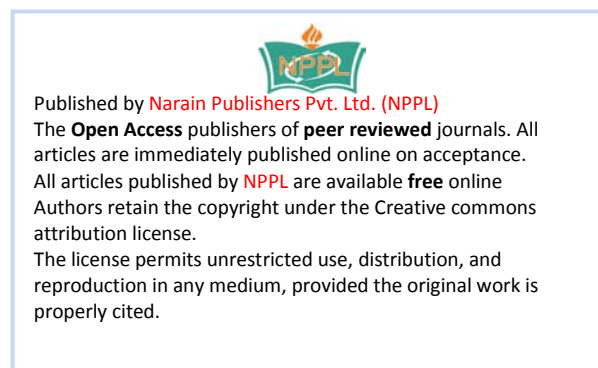 NPPL
Published by Narain Publishers Pvt. Ltd. (NPPL)
The Open Access publishers of peer reviewed journals. All
articles are immediately published online on acceptance.
All articles published by NPPL are available free online
Authors retain the copyright under the Creative commons
attribution license.
The license permits unrestricted use, distribution, and
reproduction in any medium, provided the original work is
properly cited.